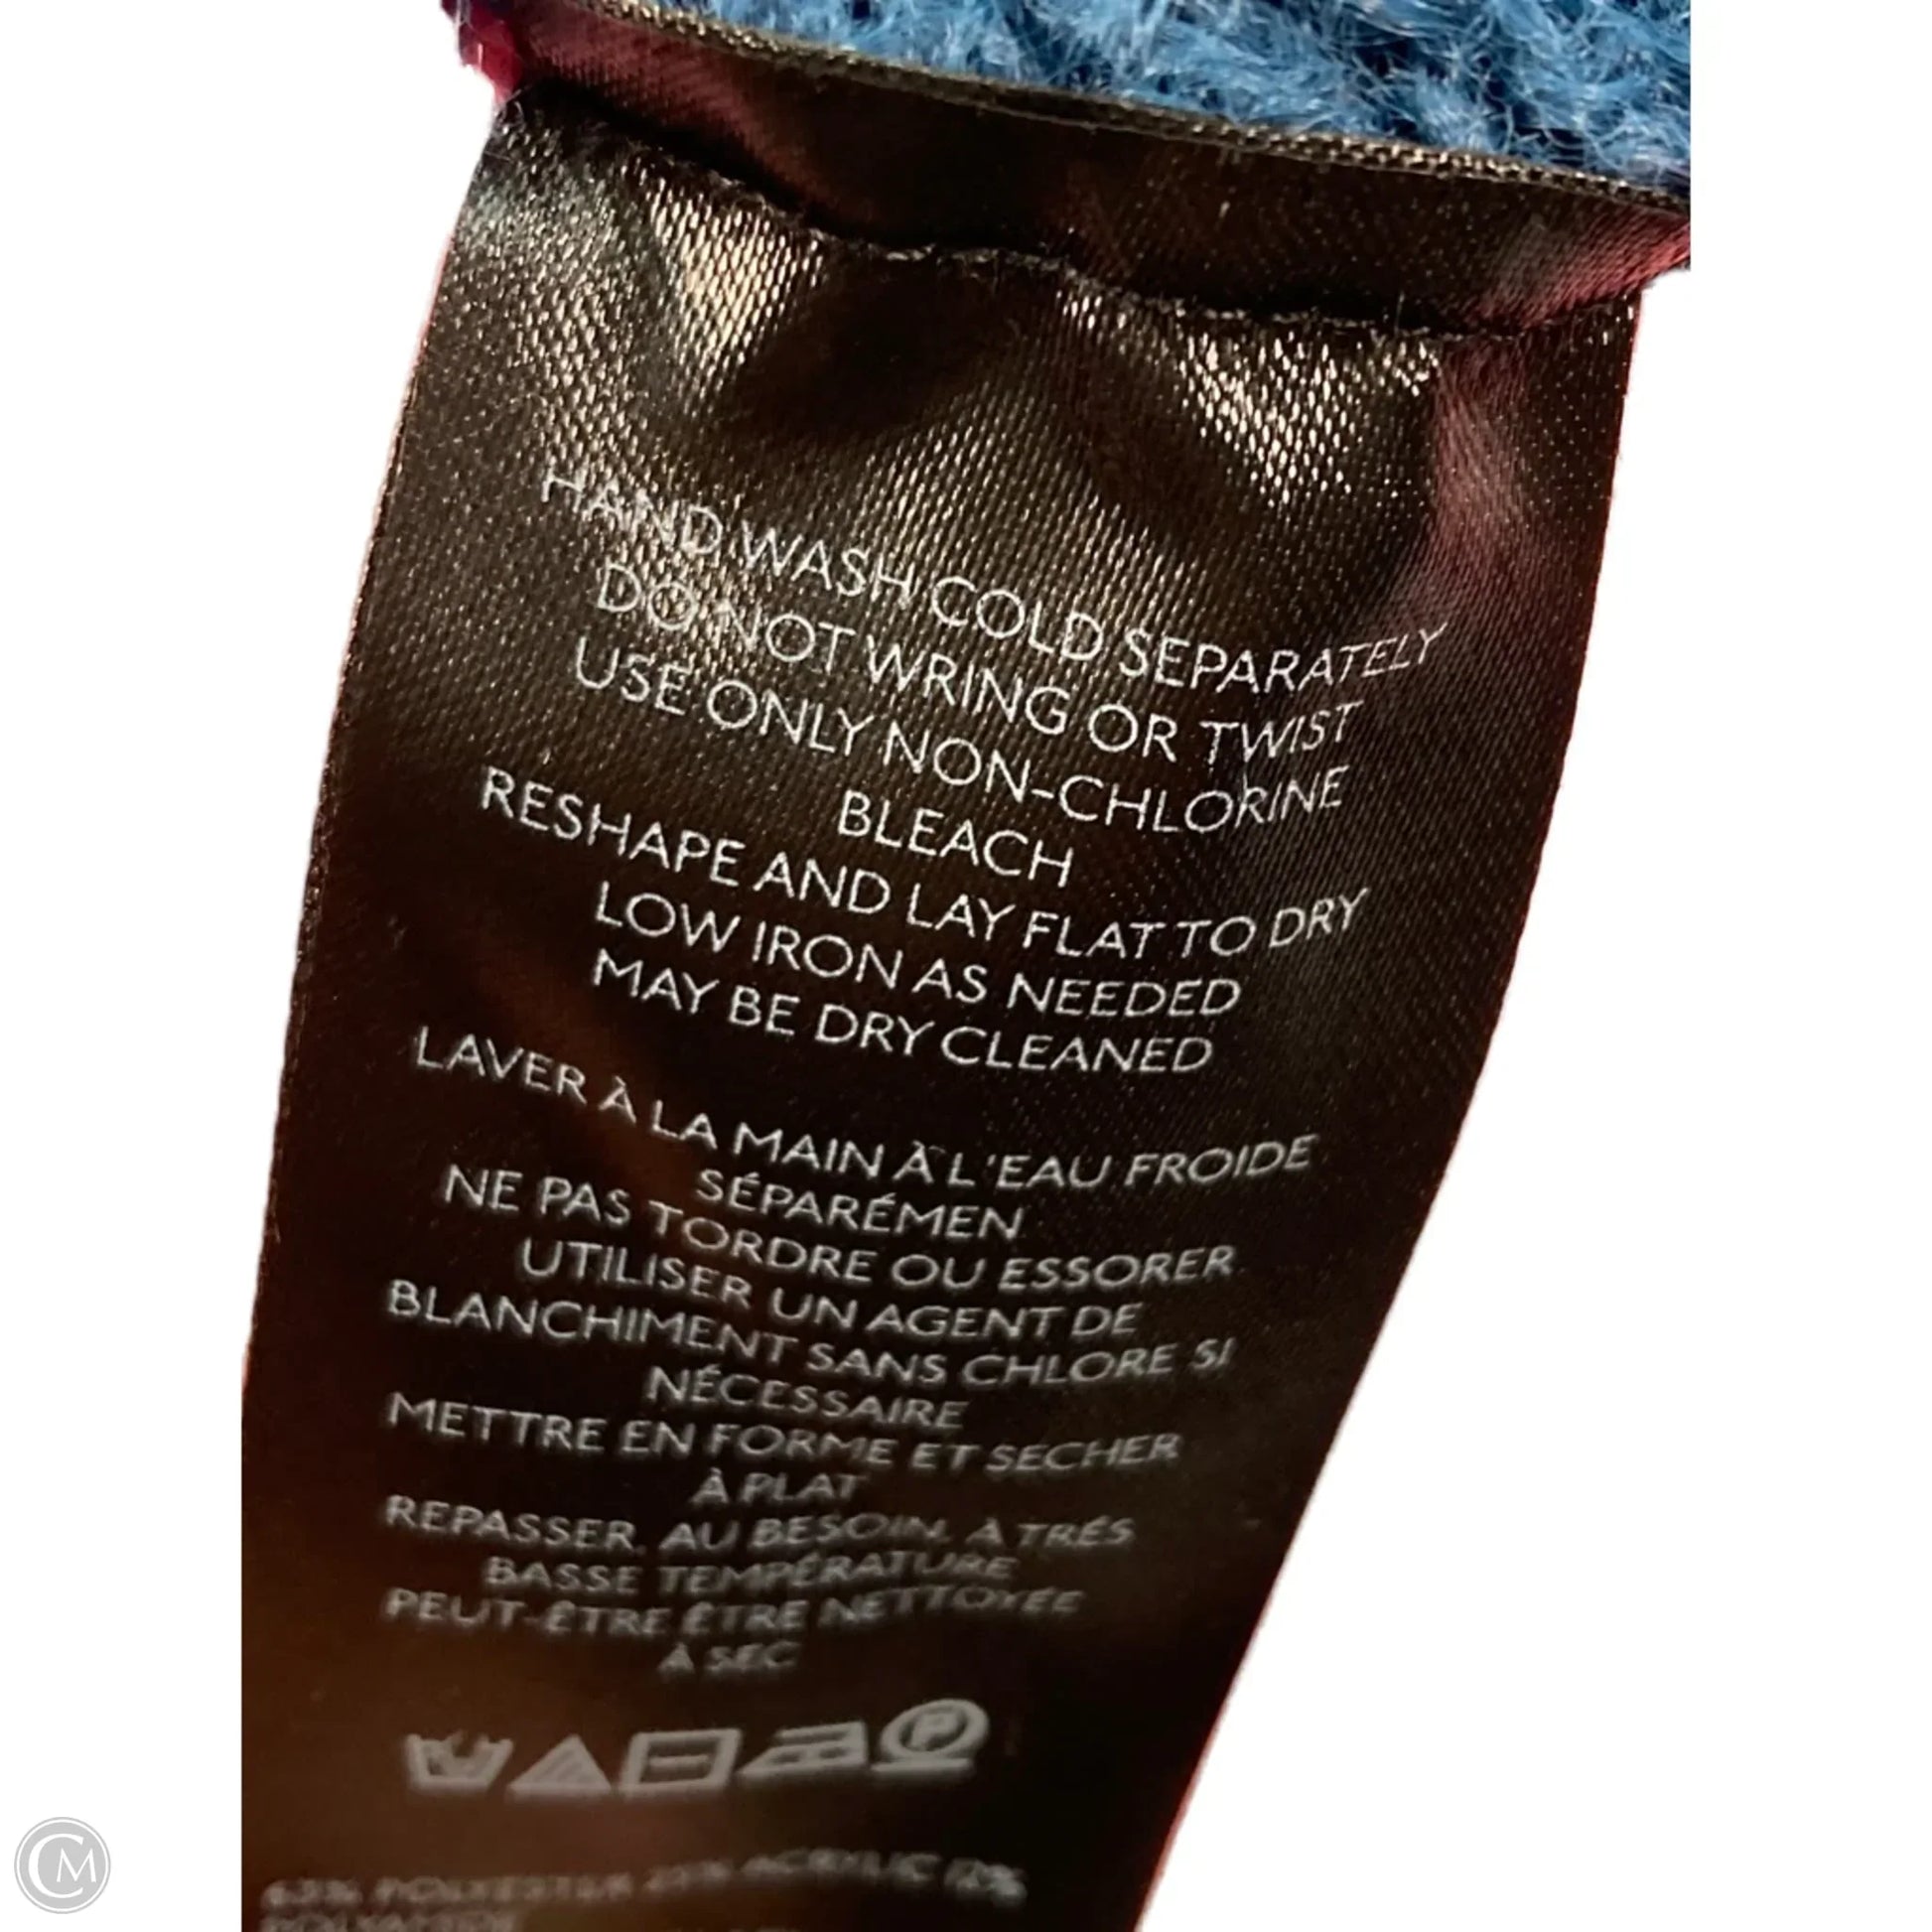 HAND WASH COLD SEPARATELY
DO NOT WRING OR TWIST
USE ONLY NON-CHLORINE
BLEACH
RESHAPE AND LAY FLAT TO DRY
LOW IRON AS NEEDED
MAY BE DRY CLEANED
LAVER À LA MAIN À L'EAU FROIDE
SÉPARÉMEN
NE PAS TORDRE OU ESSORER
UTILISER UN AGENT DE
BLANCHIMENT SANS CHLORE SI
NÉCESSAIRE
METTRE EN FORME ET SECHER
À PLAT
REPASSER, AU BESOIN, À TRÉS
BASSE TEMPÉRATURE
PEUT-ÊTRE ÊTRE NETTOYÉE
À SEC
P
POLYESTER ACRYLIC
CM